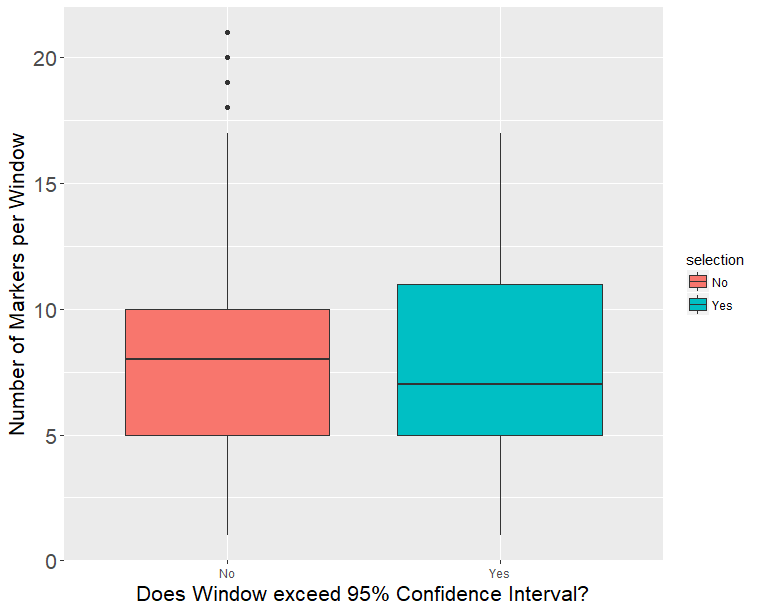 Number of Markers per Window
20
15
10
5
0
No
Yes
Does Window exceed 95% Confidence Interval?
selection
No
Yes